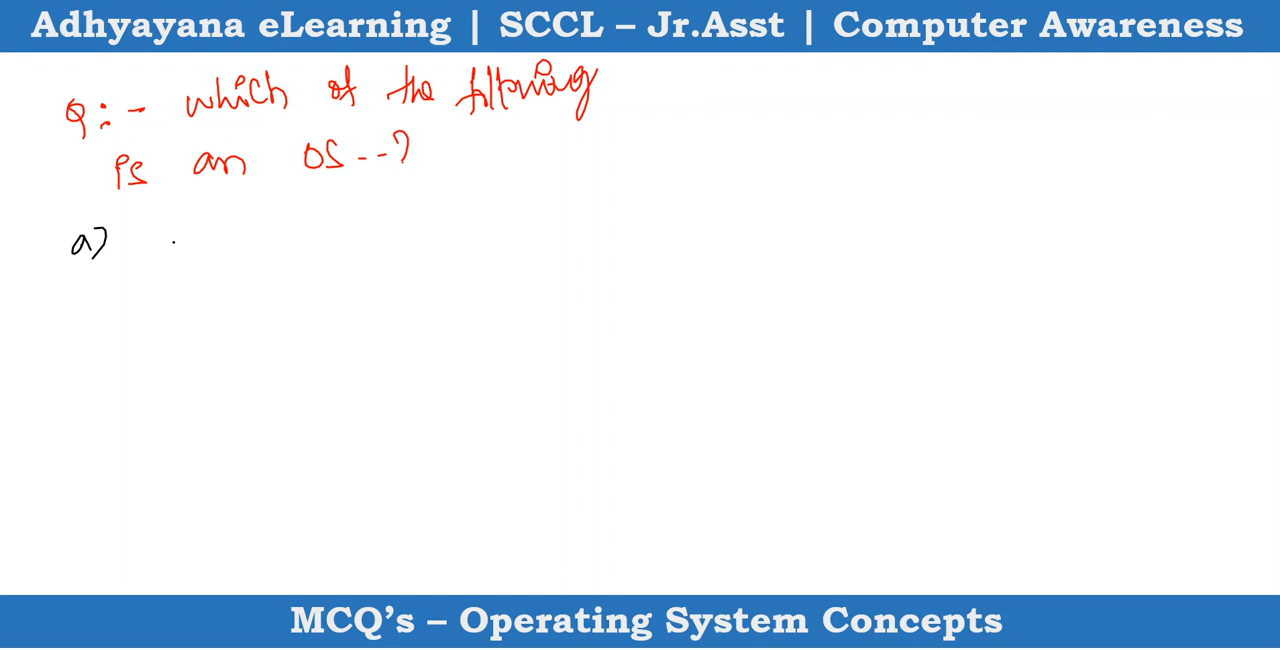 Adhyayana eLearning | SCCL – Jr.Asst | Computer Awareness
Q:- which of the following
is an OS--?
a)
MCQ’s – Operating System Concepts